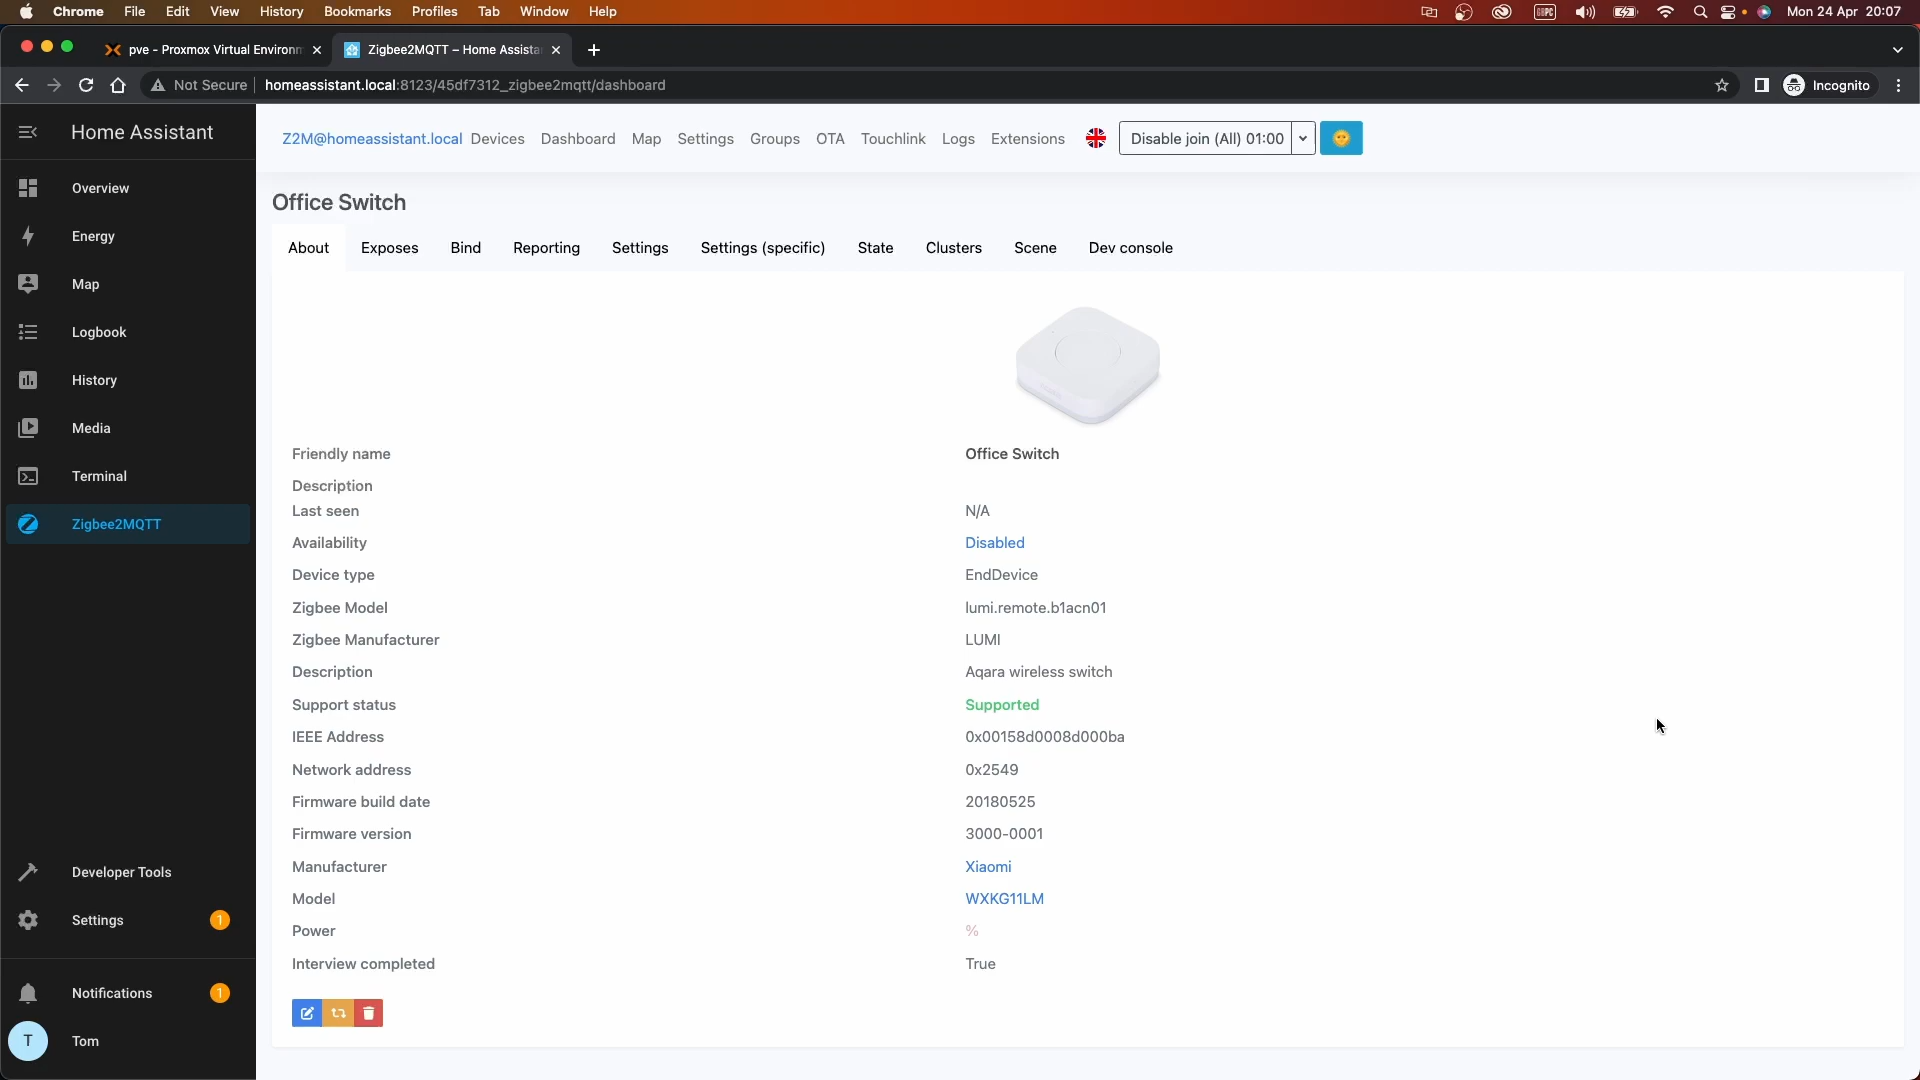 Chrome File Edit View History Bookmarks Profiles Tab Window Help Mon 24 Apr 20:07
pve - Proxmox Virtual Environm Zigbee2MQTT – Home Assista
Not Secure homeassistant.local:8123/45df7312_zigbee2mqtt/dashboard Incognito
Home Assistant
Overview
Energy
Map
Logbook
History
Media
Terminal
Zigbee2MQTT
Developer Tools
Settings 1
Notifications 1
T Tom
Z2M@homeassistant.local Devices Dashboard Map Settings Groups OTA Touchlink Logs Extensions Disable join (All) 01:00
Office Switch
About Exposes Bind Reporting Settings Settings (specific) State Clusters Scene Dev console
Friendly name Office Switch
Description
Last seen N/A
Availability Disabled
Device type EndDevice
Zigbee Model lumi.remote.b1acn01
Zigbee Manufacturer LUMI
Description Aqara wireless switch
Support status Supported
IEEE Address 0x00158d0008d000ba
Network address 0x2549
Firmware build date 20180525
Firmware version 3000-0001
Manufacturer Xiaomi
Model WXKG11LM
Power %
Interview completed True